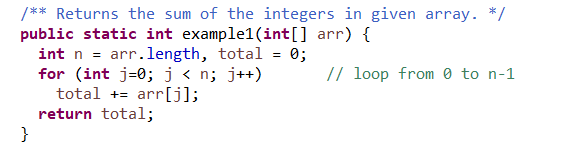 /** Returns the sum of the integers in given array. */
public static int example1(int[] arr) {
int n = arr.length, total = 0;
for (int j=0; j < n; j++) // loop from 0 to n-1
total += arr[j];
return total;
}